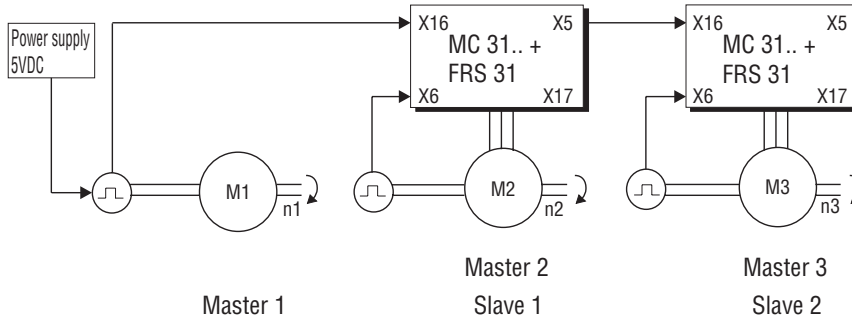 Power supply
5VDC
X16 X5
MC 31.. +
FRS 31
X6 X17
X16 X5
MC 31.. +
FRS 31
X6 X17
M1
n1
M2
n2
M3
n3
Master 2
Master 3
Master 1
Slave 1
Slave 2